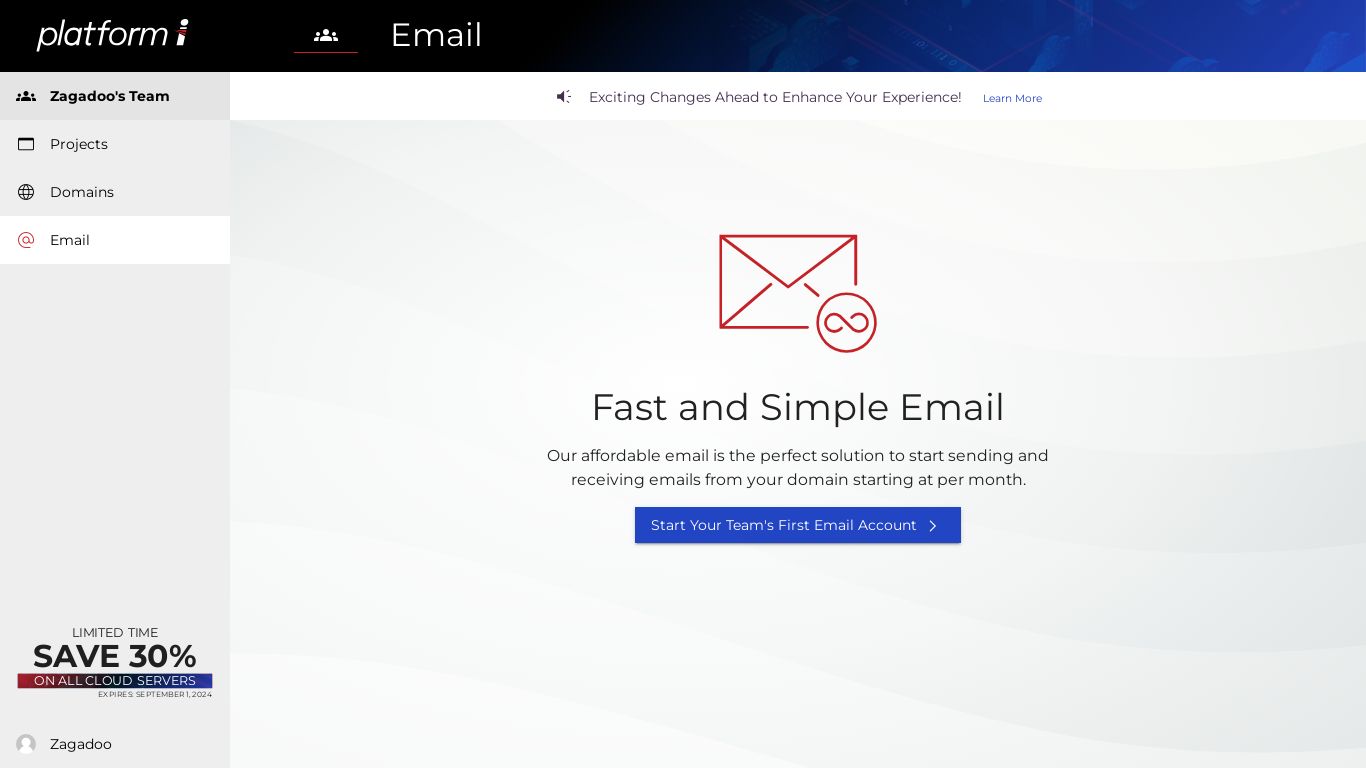 platform i
Email
Zagadoo's Team
Exciting Changes Ahead to Enhance Your Experience! Learn More
Projects
Domains
Email
Fast and Simple Email
Our affordable email is the perfect solution to start sending and
receiving emails from your domain starting at per month.
Start Your Team's First Email Account
LIMITED TIME
SAVE 30%
ON ALL CLOUD SERVERS
EXPIRES: SEPTEMBER 1, 2024
Zagadoo